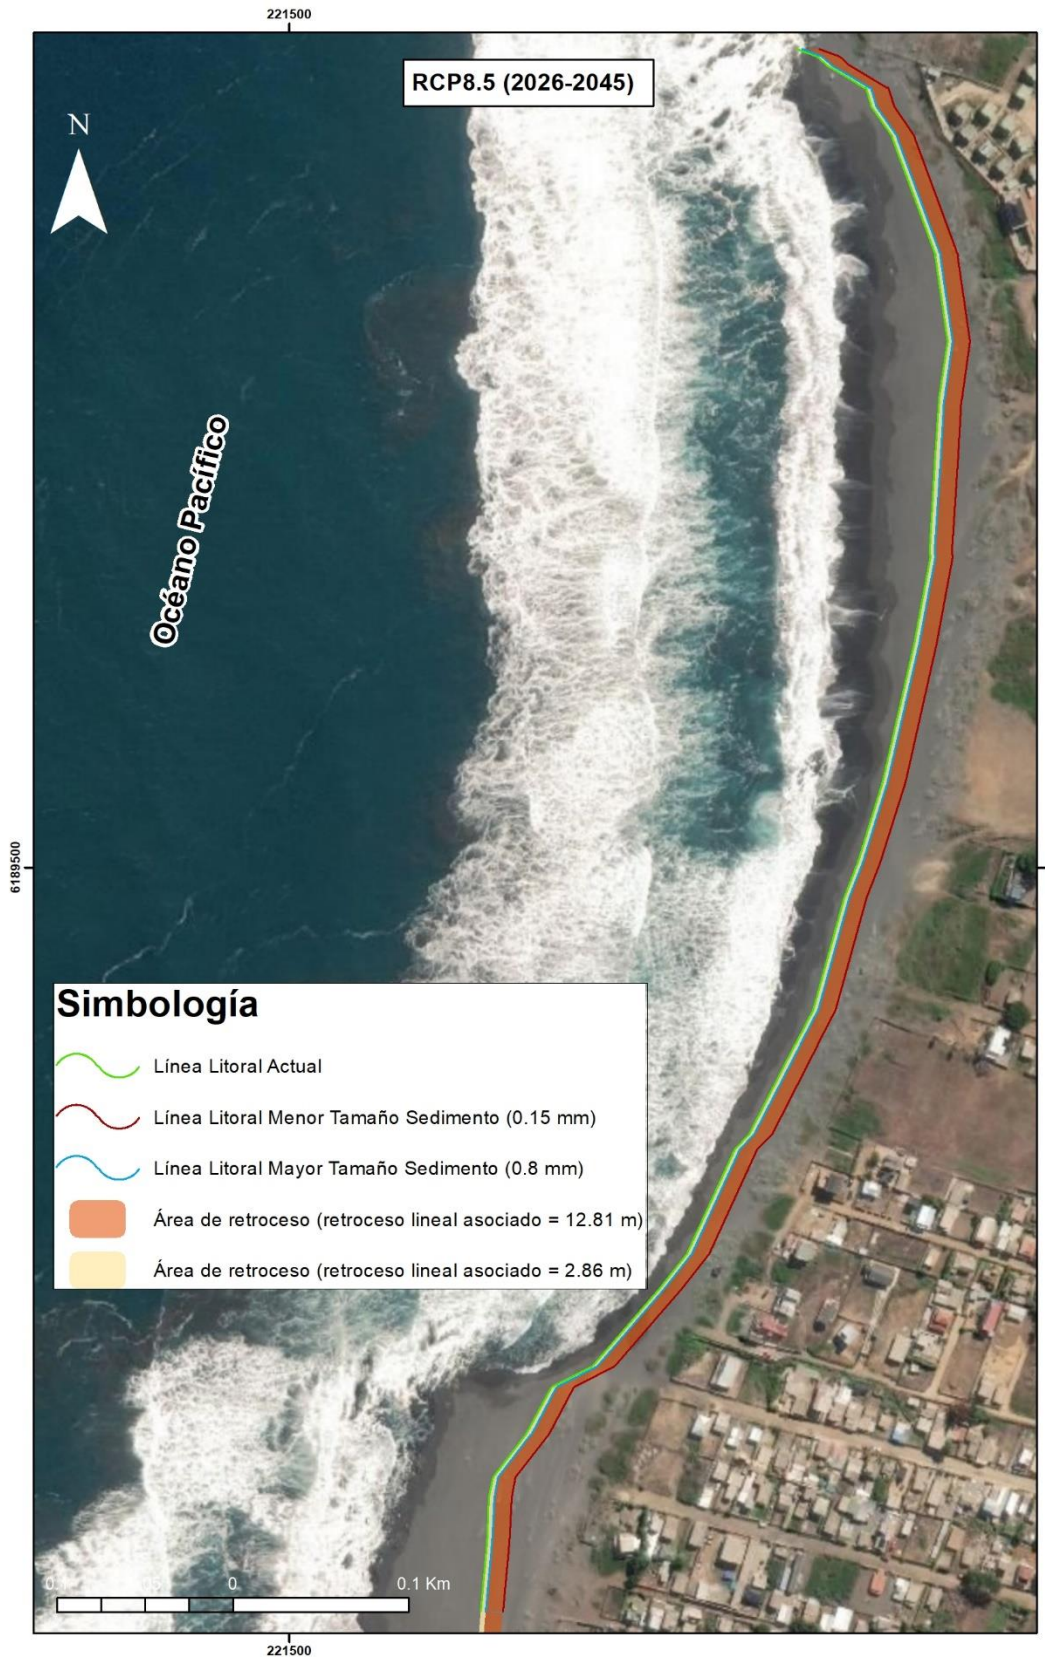 221500
RCP8.5 (2026-2045)
N
Océano Pacífico
6189500
Simbología
Línea Litoral Actual
Línea Litoral Menor Tamaño Sedimento (0.15 mm)
Línea Litoral Mayor Tamaño Sedimento (0.8 mm)
Área de retroceso (retroceso lineal asociado = 12.81 m)
Área de retroceso (retroceso lineal asociado = 2.86 m)
0 0.1 Km
221500